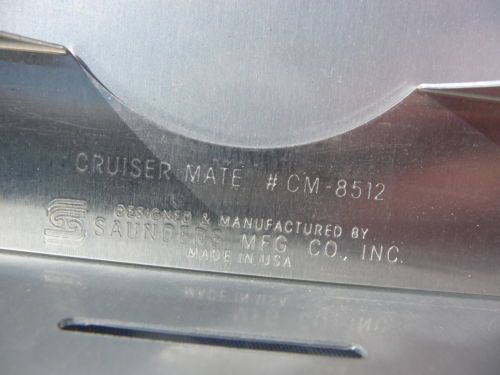 CRUISER MATE # CM-8512
DESIGNED & MANUFACTURED BY
SAUNDERS MFG CO., INC.
MADE IN USA